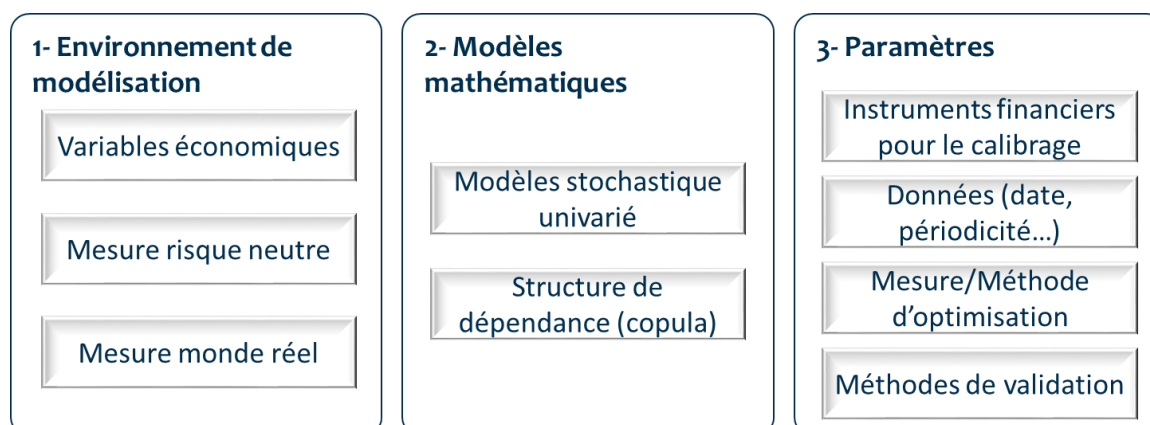 1- Environnement de
modélisation
Variables économiques
Mesure risque neutre
Mesure monde réel
2- Modèles
mathématiques
Modèles stochastique
univarié
Structure de
dépendance (copula)
3- Paramètres
Instruments financiers
pour le calibrage
Données (date,
périodicité...)
Mesure/Méthode
d’optimisation
Méthodes de validation